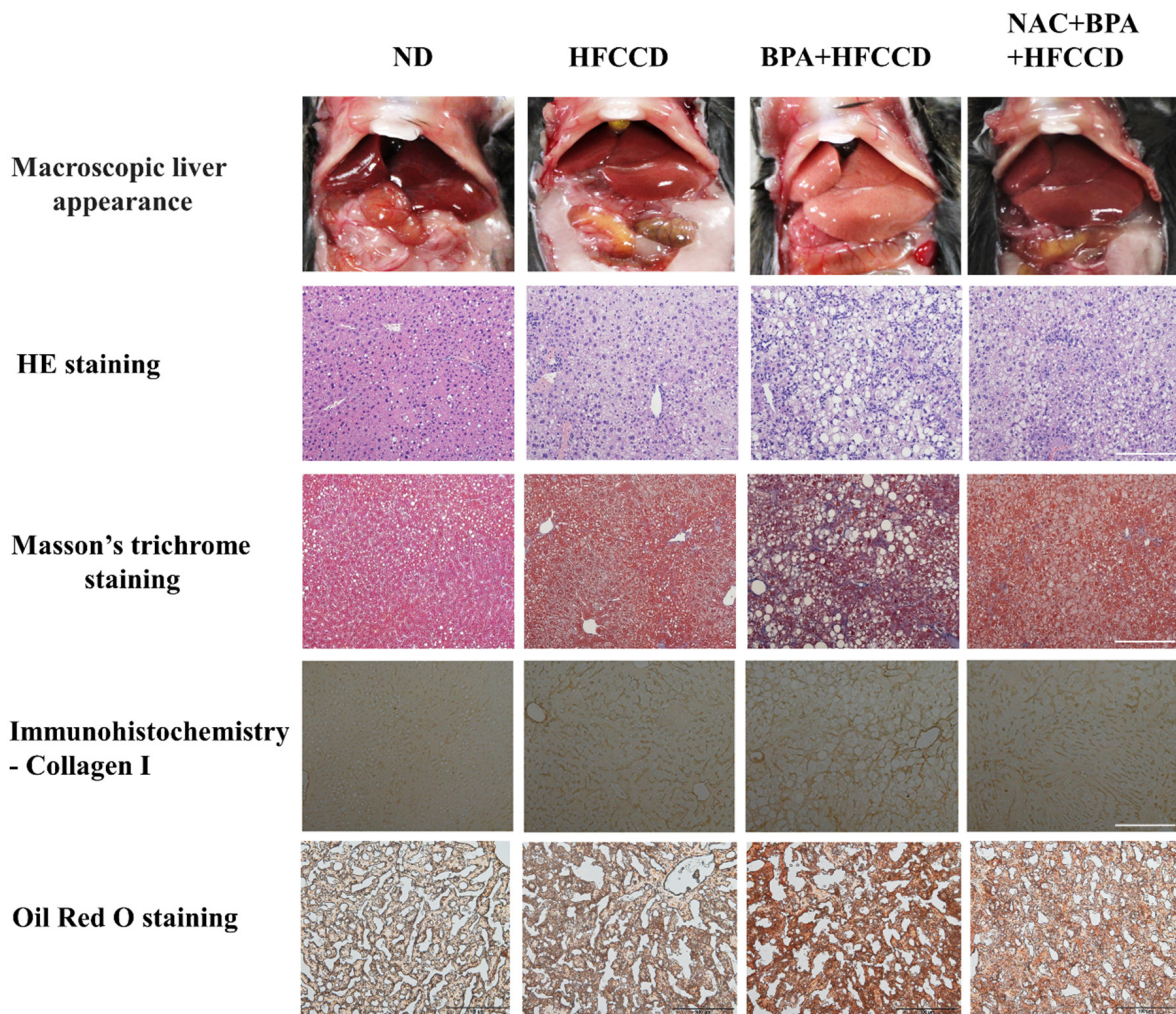 ND
HFCCD
BPA+HFCCD
NAC+BPA
+HFCCD
Macroscopic liver
appearance
HE staining
Masson’s trichrome
staining
Immunohistochemistry
- Collagen I
Oil Red O staining